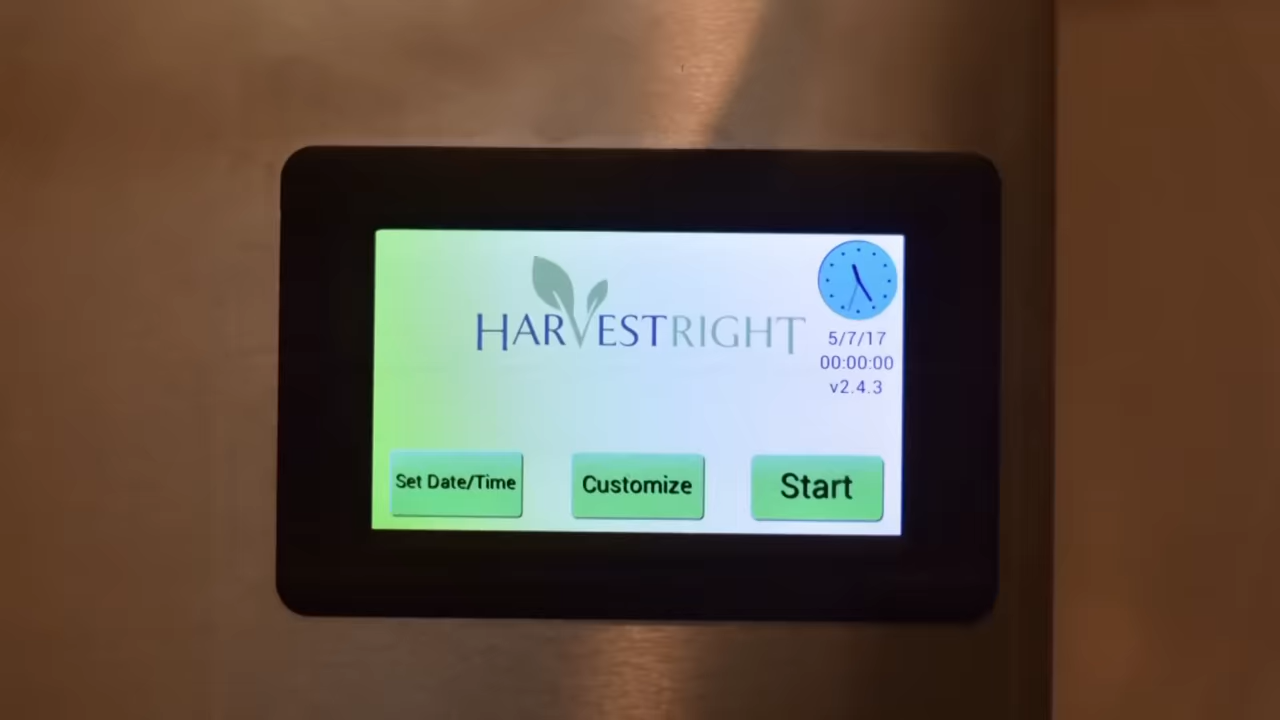 HARVESTRIGHT
5/7/17
00:00:00
v2.4.3
Set Date/Time
Customize
Start